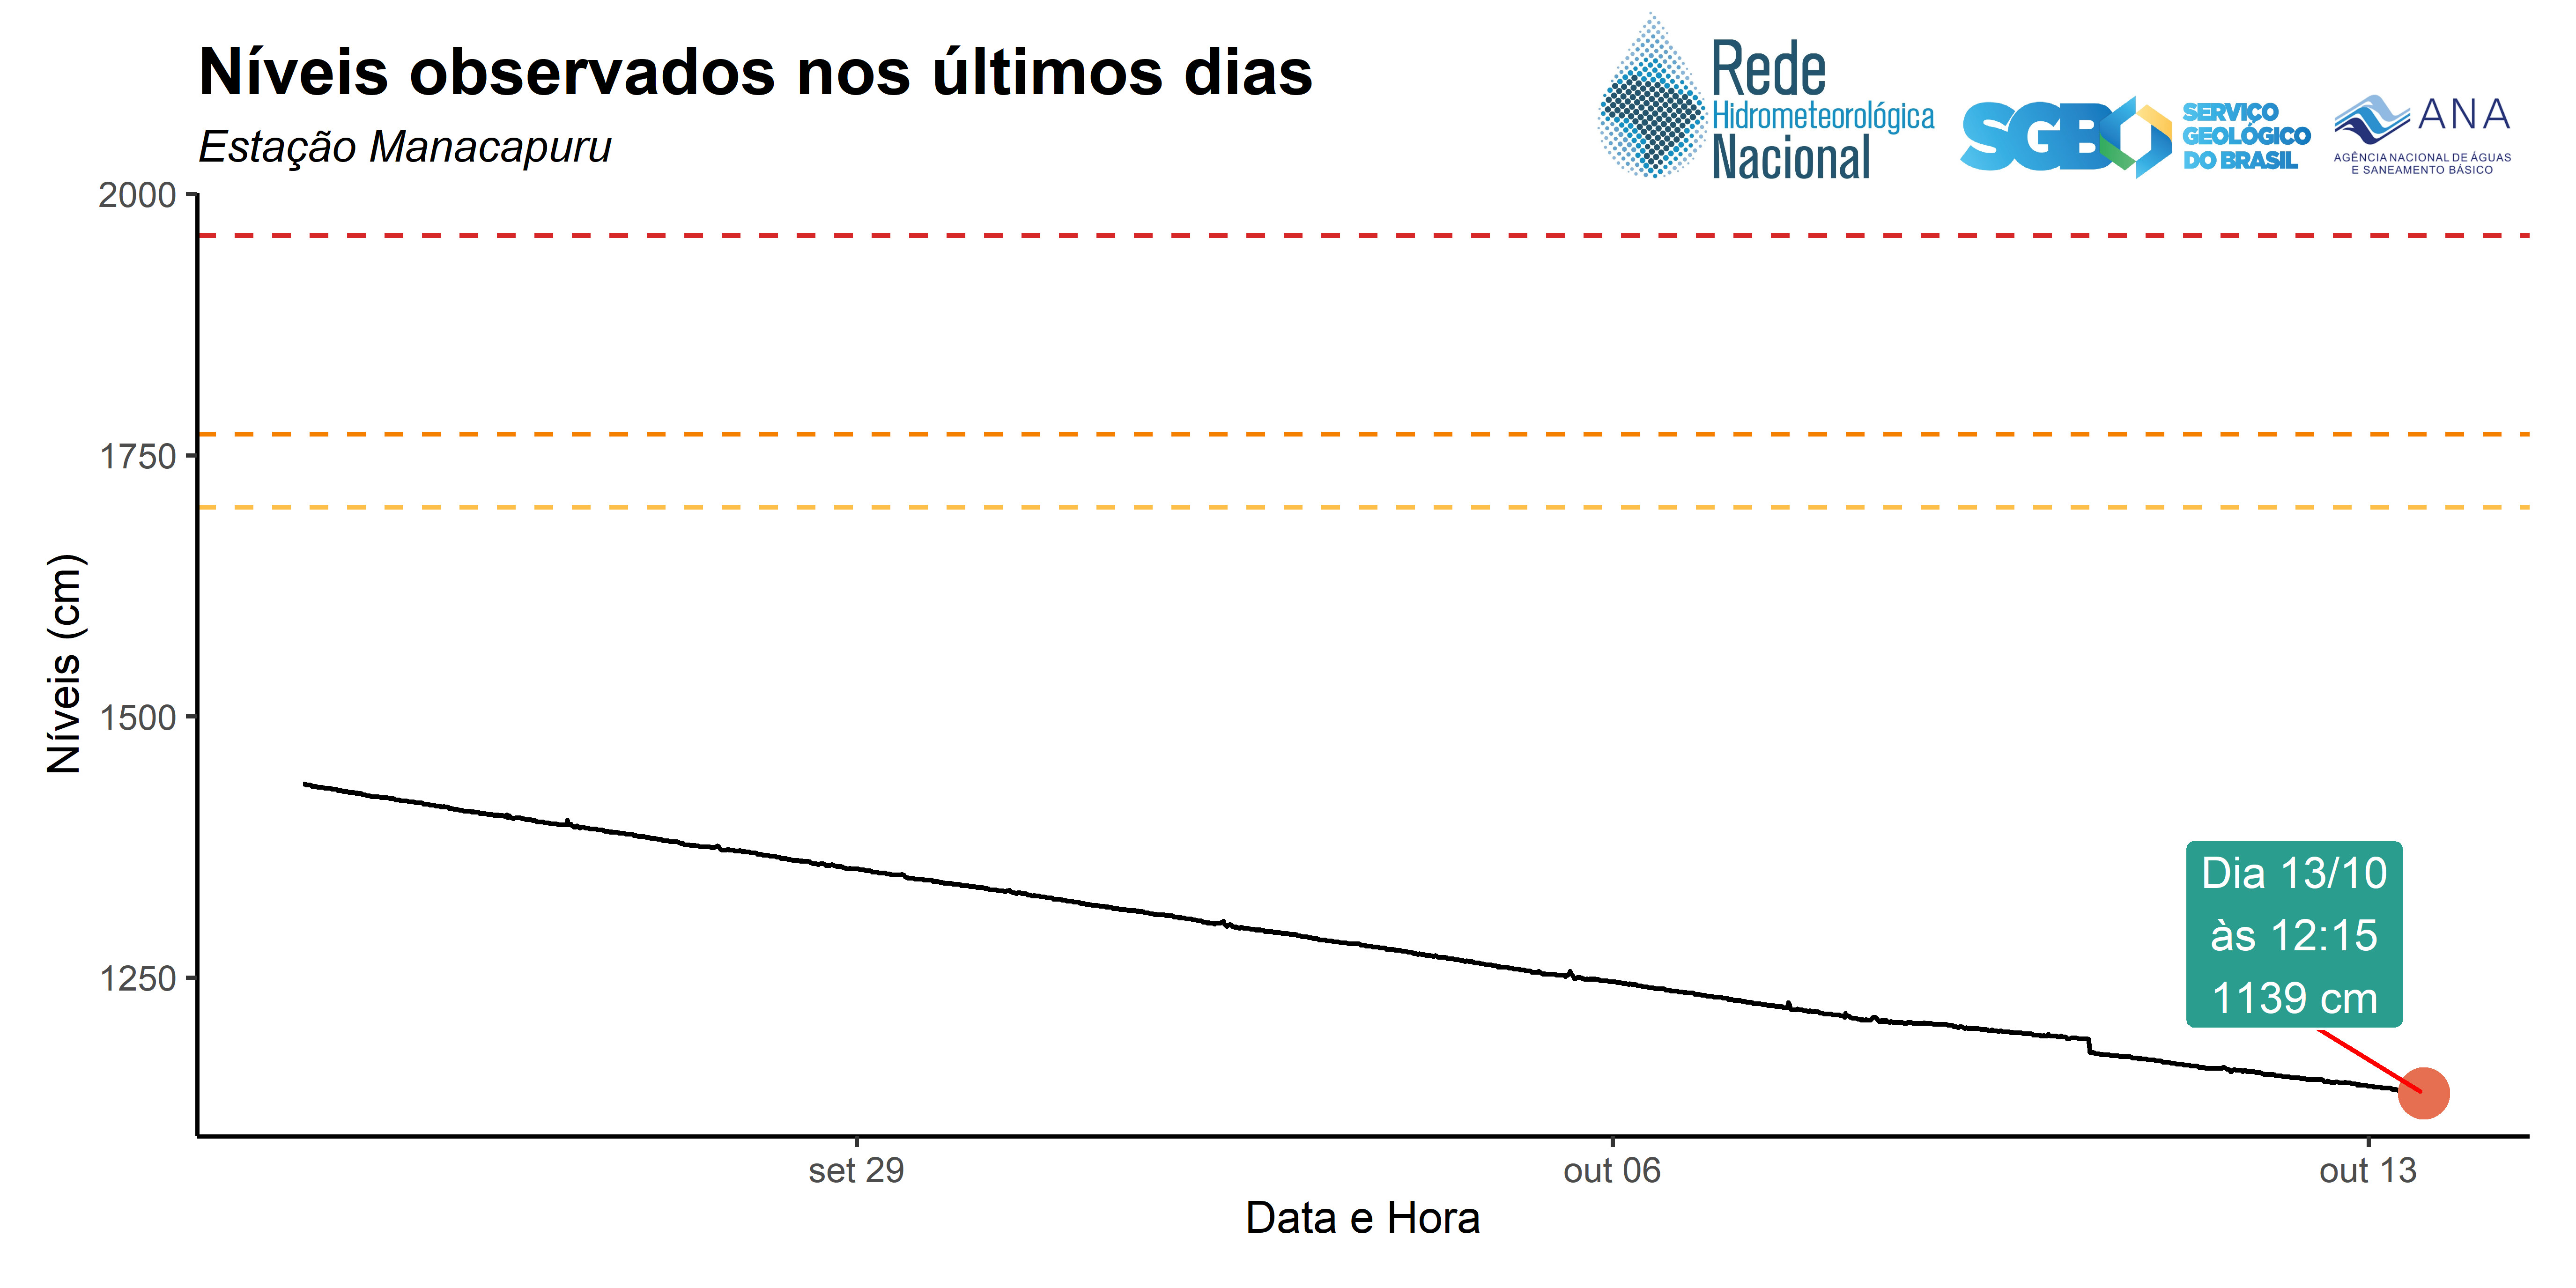 Níveis observados nos últimos dias
Estação Manacapuru
Rede
Hidrometeorológica
Nacional
SGB
SERVIÇO
GEOLÓGICO
DO BRASIL
ANA
AGÊNCIA NACIONAL DE ÁGUAS
E SANEAMENTO BÁSICO
Níveis (cm)
2000
1750
1500
1250
Dia 13/10
às 12:15
1139 cm
set 29
out 06
out 13
Data e Hora